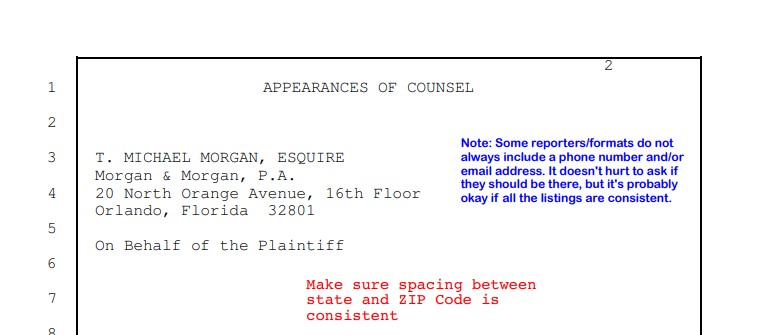 2
1 APPEARANCES OF COUNSEL
2
Note: Some reporters/formats do not
always include a phone number and/or
email address. It doesn't hurt to ask if
they should be there, but it's probably
okay if all the listings are consistent.
3 T. MICHAEL MORGAN, ESQUIRE
Morgan & Morgan, P.A.
4 20 North Orange Avenue, 16th Floor
Orlando, Florida  32801
5
On Behalf of the Plaintiff
6
Make sure spacing between
7 state and ZIP Code is
consistent
8